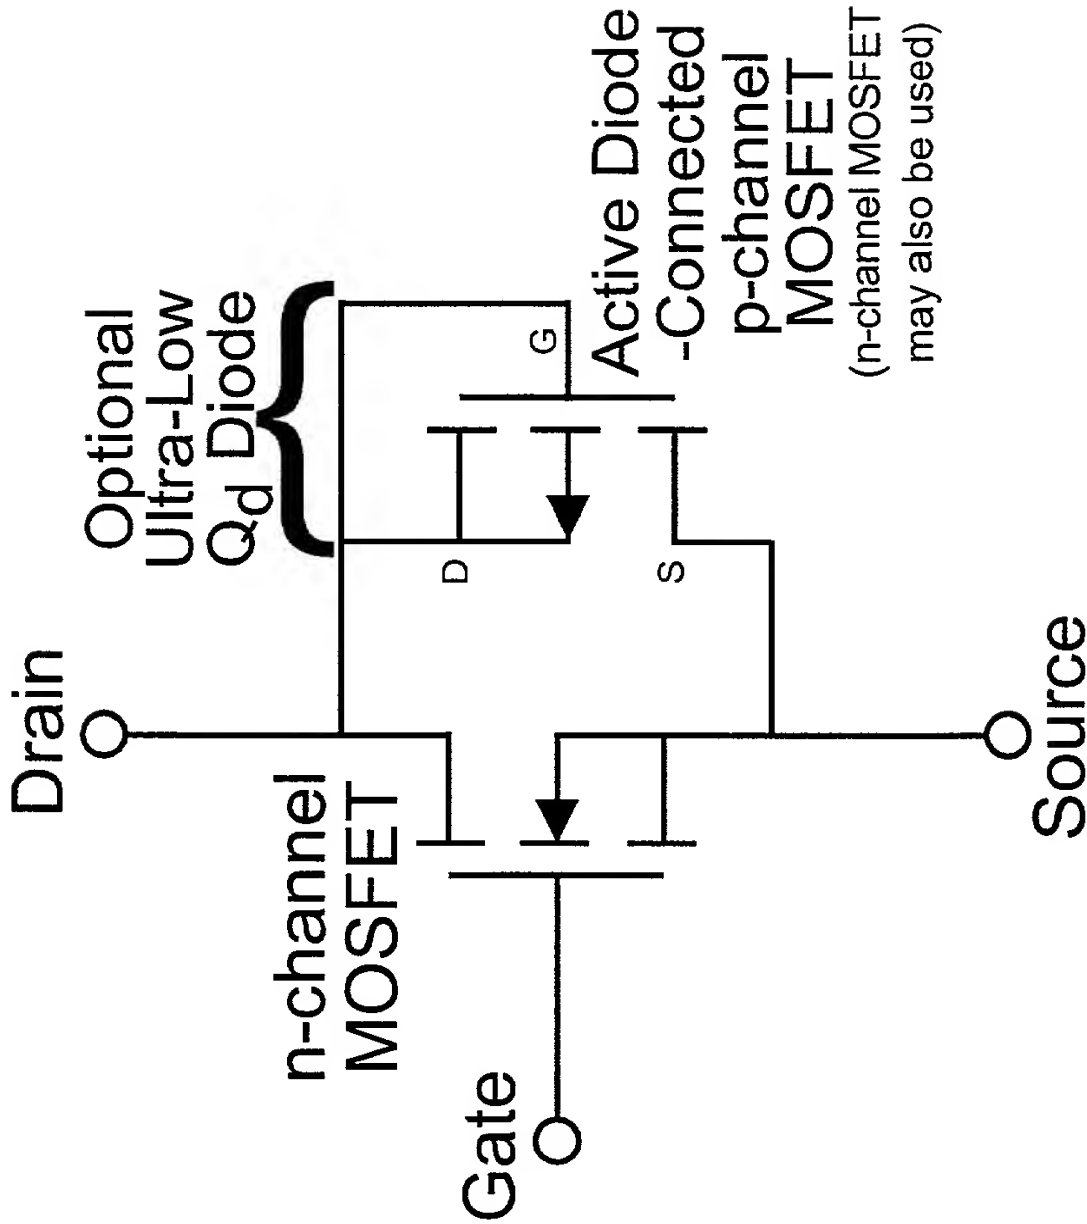 Drain
Optional
Ultra-Low
Qd Diode
n-channel
MOSFET
D
G
S
Active Diode
-Connected
p-channel
MOSFET
(n-channel MOSFET
may also be used)
Gate
Source